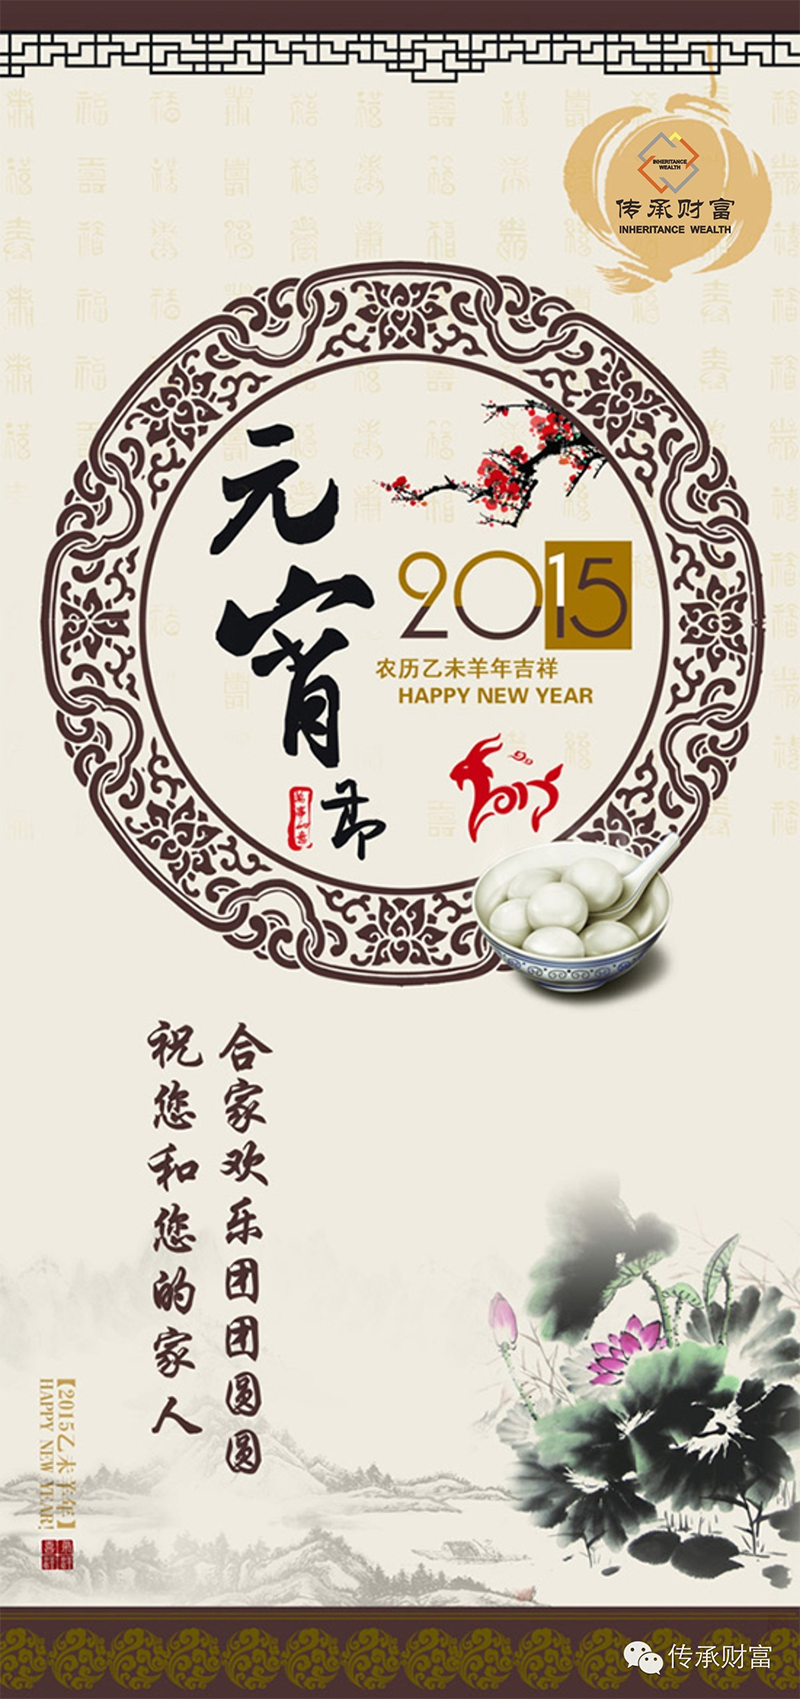 INHERITANCE
WEALTH
传承财富
INHERITANCE WEALTH
元宵节
2015
农历乙未羊年吉祥
HAPPY NEW YEAR
祝您和您的家人
合家欢乐团团圆圆
【2015乙未羊年】
HAPPY NEW YEAR!
传承财富